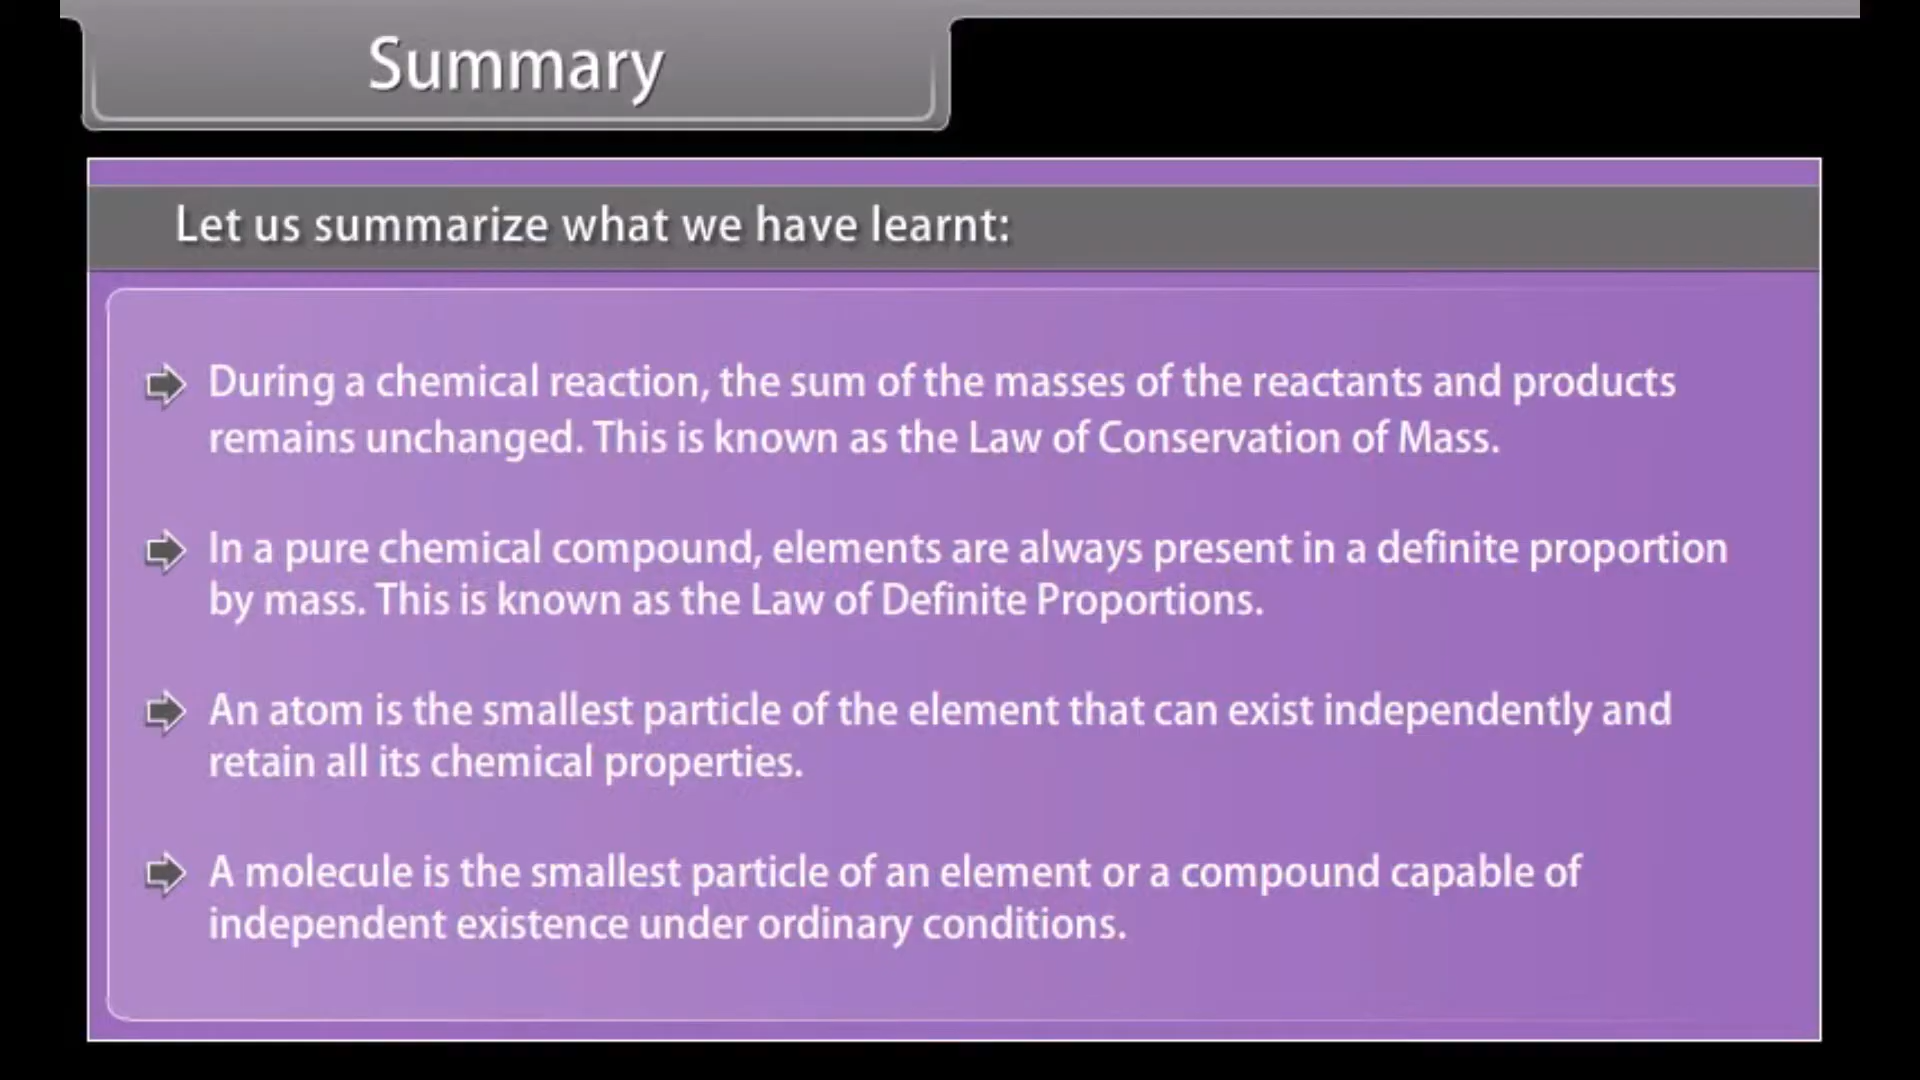 Summary
Let us summarize what we have learnt:
During a chemical reaction, the sum of the masses of the reactants and products
remains unchanged. This is known as the Law of Conservation of Mass.
In a pure chemical compound, elements are always present in a definite proportion
by mass. This is known as the Law of Definite Proportions.
An atom is the smallest particle of the element that can exist independently and
retain all its chemical properties.
A molecule is the smallest particle of an element or a compound capable of
independent existence under ordinary conditions.